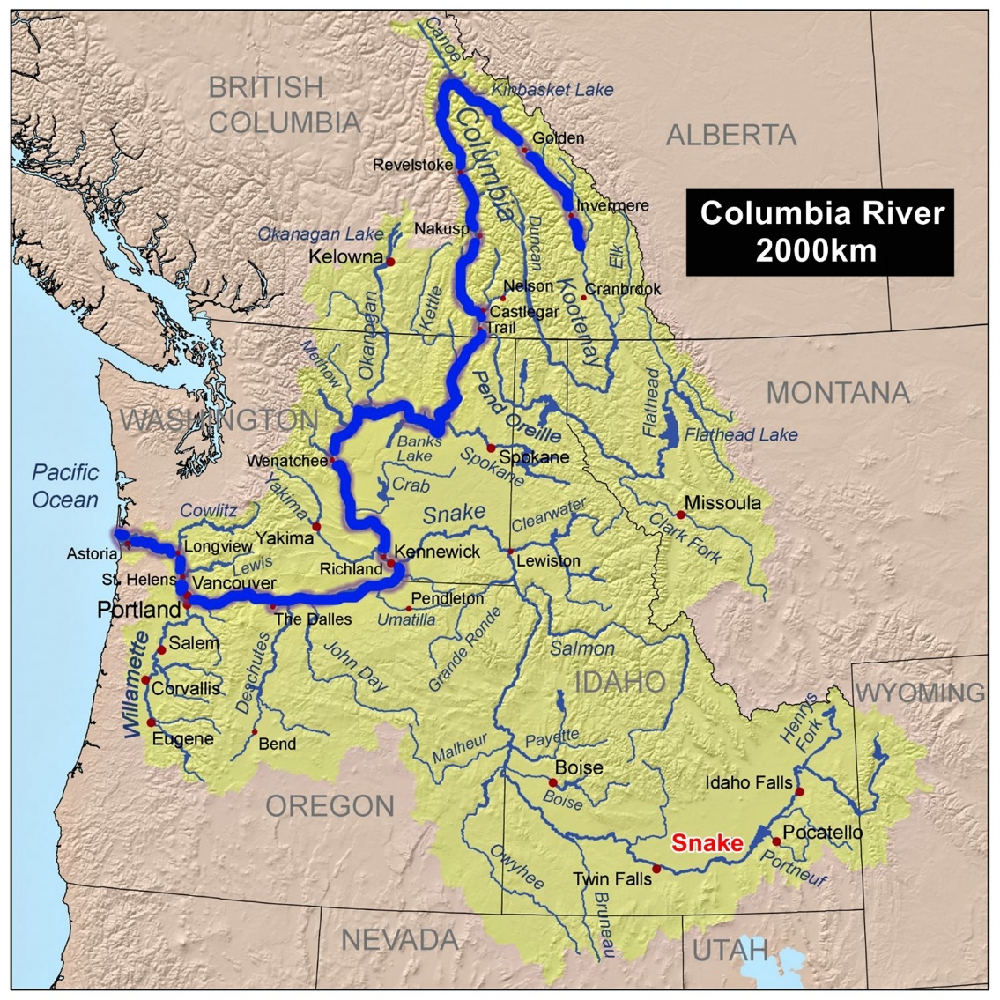 Canoe
BRITISH
COLUMBIA
Kinbasket Lake
Columbia
Golden
ALBERTA
Revelstoke
Invermere
Columbia River
2000km
Okanagan Lake
Nakusp
Kelowna
Duncan
Elk
Kettle
Nelson
Kootenay
Cranbrook
Castlegar
Trail
Okanogan
Methow
WASHINGTON
Pend Oreille
Flathead
MONTANA
Flathead Lake
Banks
Lake
Wenatchee
Spokane
Spokane
Pacific
Ocean
Crab
Yakima
Cowlitz
Snake
Clearwater
Missoula
Clark Fork
Astoria
Longview
Yakima
Kennewick
Lewiston
Lewis
Richland
St. Helens
Vancouver
Portland
The Dalles
Pendleton
Umatilla
Grande Ronde
Willamette
Salem
Deschutes
John Day
Salmon
IDAHO
WYOMING
Corvallis
Henrys
Fork
Eugene
Bend
Malheur
Payette
Boise
Boise
Idaho Falls
OREGON
Snake
Pocatello
Portneuf
Owyhee
Twin Falls
Bruneau
NEVADA
UTAH